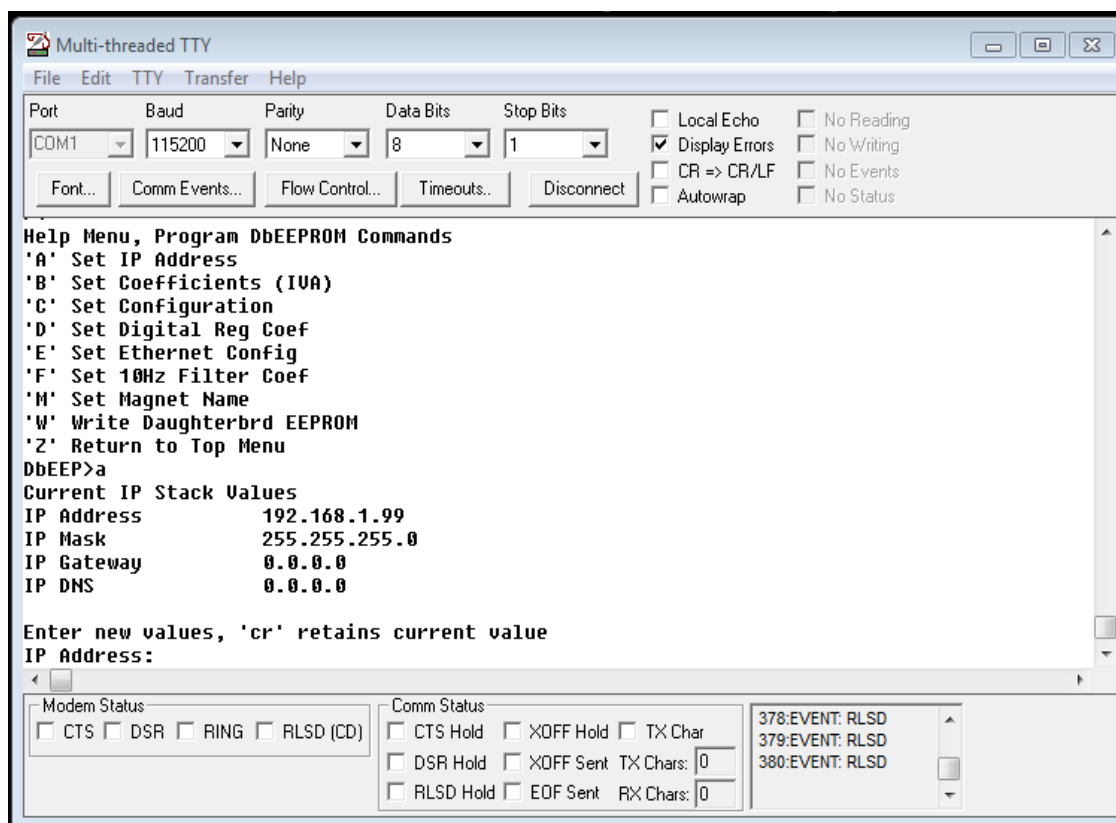 Multi-threaded TTY
File Edit TTY Transfer Help
Port Baud Parity Data Bits Stop Bits
COM1 115200 None 8 1
Font... Comm Events... Flow Control... Timeouts.. Disconnect
Local Echo No Reading
Display Errors No Writing
CR => CR/LF No Events
Autowrap No Status
Help Menu, Program DbEEPROM Commands
'A' Set IP Address
'B' Set Coefficients (IVA)
'C' Set Configuration
'D' Set Digital Reg Coef
'E' Set Ethernet Config
'F' Set 10Hz Filter Coef
'M' Set Magnet Name
'W' Write Daughterbrd EEPROM
'Z' Return to Top Menu
DbEEP>a
Current IP Stack Values
IP Address 192.168.1.99
IP Mask 255.255.255.0
IP Gateway 0.0.0.0
IP DNS 0.0.0.0
Enter new values, 'cr' retains current value
IP Address:
Modem Status
CTS DSR RING RLSD (CD)
Comm Status
CTS Hold XOFF Hold TX Char
DSR Hold XOFF Sent TX Chars: 0
RLSD Hold EOF Sent RX Chars: 0
378:EVENT: RLSD
379:EVENT: RLSD
380:EVENT: RLSD